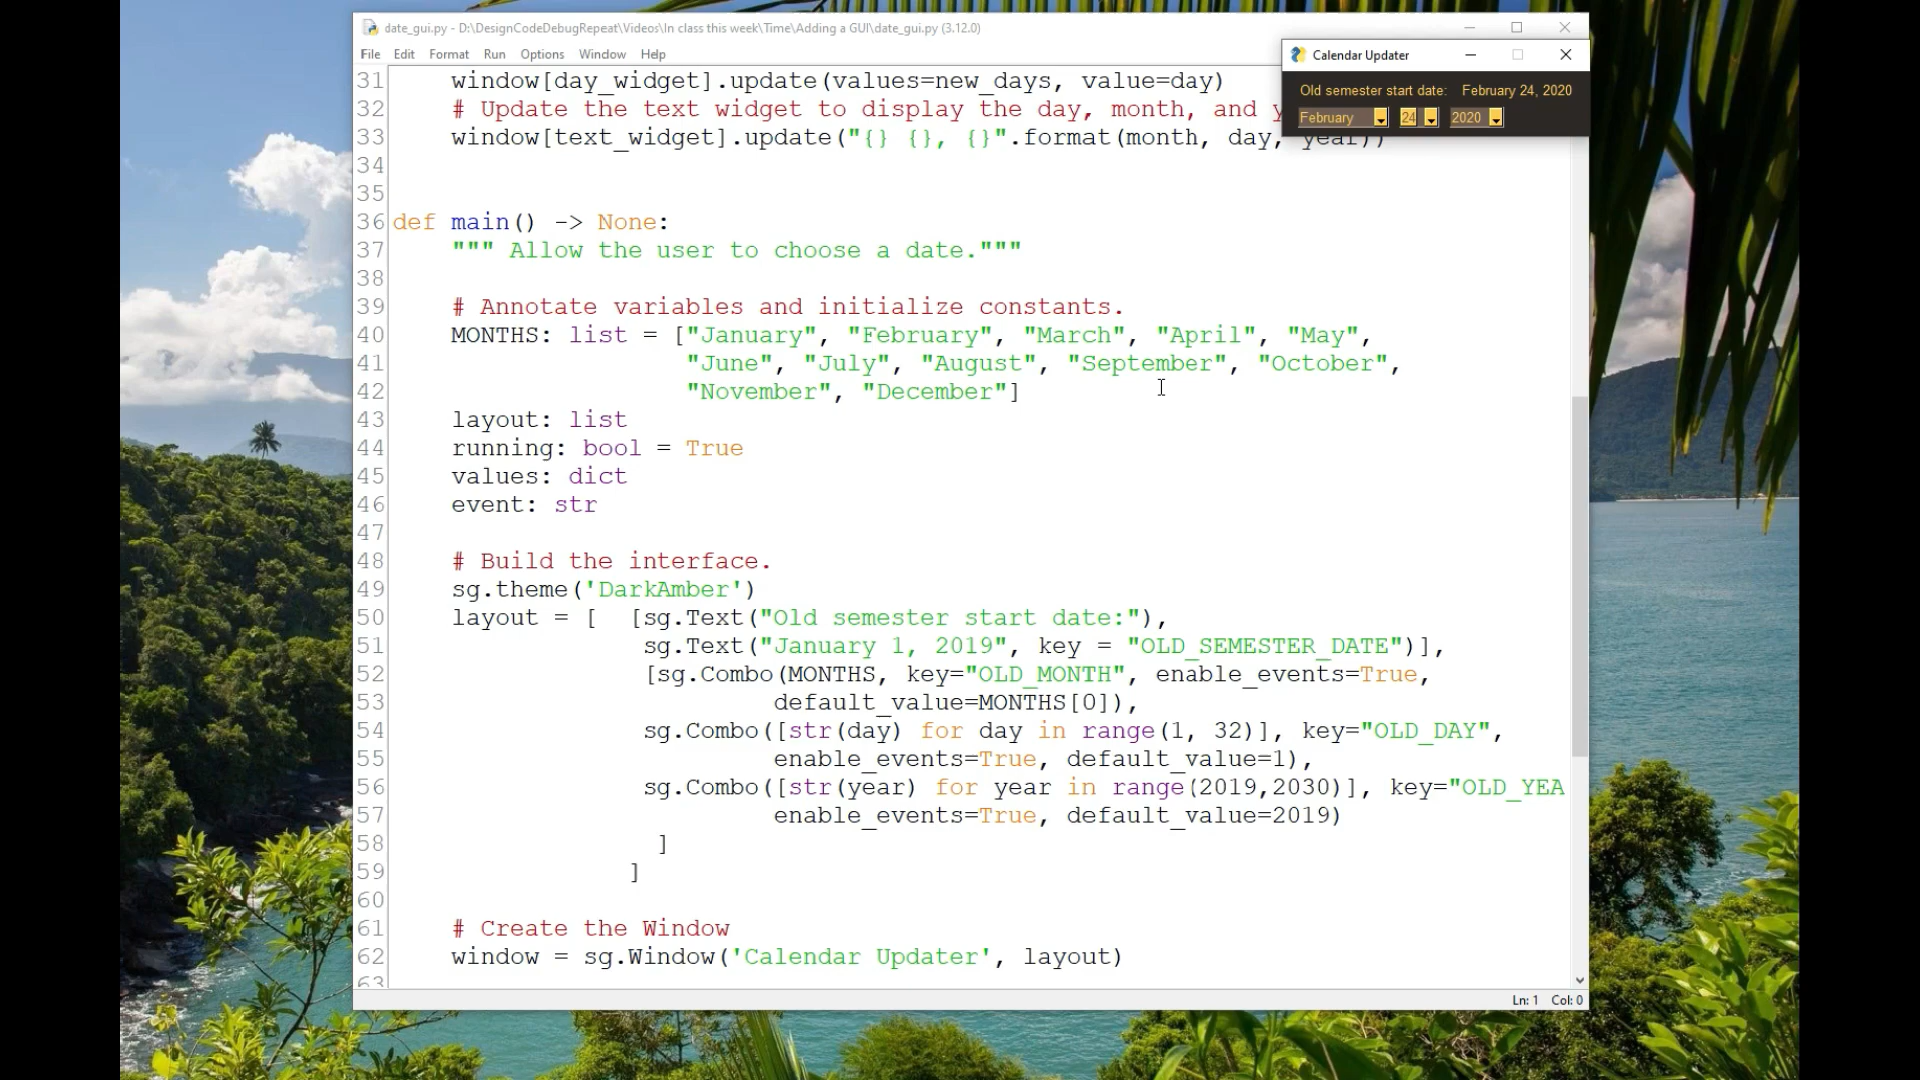 date_gui.py - D:\DesignCodeDebugRepeat\Videos\In class this week\Time\Adding a GUI\date_gui.py (3.12.0)
File Edit Format Run Options Window Help
Calendar Updater
Old semester start date: February 24, 2020
February 24 2020
31 window[day_widget].update(values=new_days, value=day)
32 # Update the text widget to display the day, month, and
33 window[text_widget].update("{} {}, {}".format(month, day, year))
34
35
36 def main() -> None:
37 """ Allow the user to choose a date."""
38
39 # Annotate variables and initialize constants.
40 MONTHS: list = ["January", "February", "March", "April", "May",
41 "June", "July", "August", "September", "October",
42 "November", "December"]
43 layout: list
44 running: bool = True
45 values: dict
46 event: str
47
48 # Build the interface.
49 sg.theme('DarkAmber')
50 layout = [ [sg.Text("Old semester start date:"),
51 sg.Text("January 1, 2019", key = "OLD_SEMESTER_DATE")],
52 [sg.Combo(MONTHS, key="OLD_MONTH", enable_events=True,
53 default_value=MONTHS[0]),
54 sg.Combo([str(day) for day in range(1, 32)], key="OLD_DAY",
55 enable_events=True, default_value=1),
56 sg.Combo([str(year) for year in range(2019,2030)], key="OLD_YEA
57 enable_events=True, default_value=2019)
58 ]
59 ]
60
61 # Create the Window
62 window = sg.Window('Calendar Updater', layout)
63
Ln: 1 Col: 0